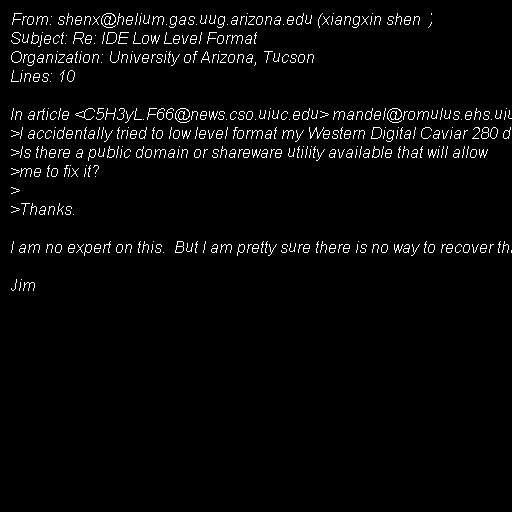 From: shenx@helium.gas.uug.arizona.edu (xiangxin shen  )
Subject: Re: IDE Low Level Format
Organization: University of Arizona, Tucson
Lines: 10

In article <C5H3yL.F66@news.cso.uiuc.edu> mandel@romulus.ehs.uiu
>I accidentally tried to low level format my Western Digital Caviar 280 d
>Is there a public domain or shareware utility available that will allow
>me to fix it?
>
>Thanks.

I am no expert on this.  But I am pretty sure there is no way to recover th

Jim